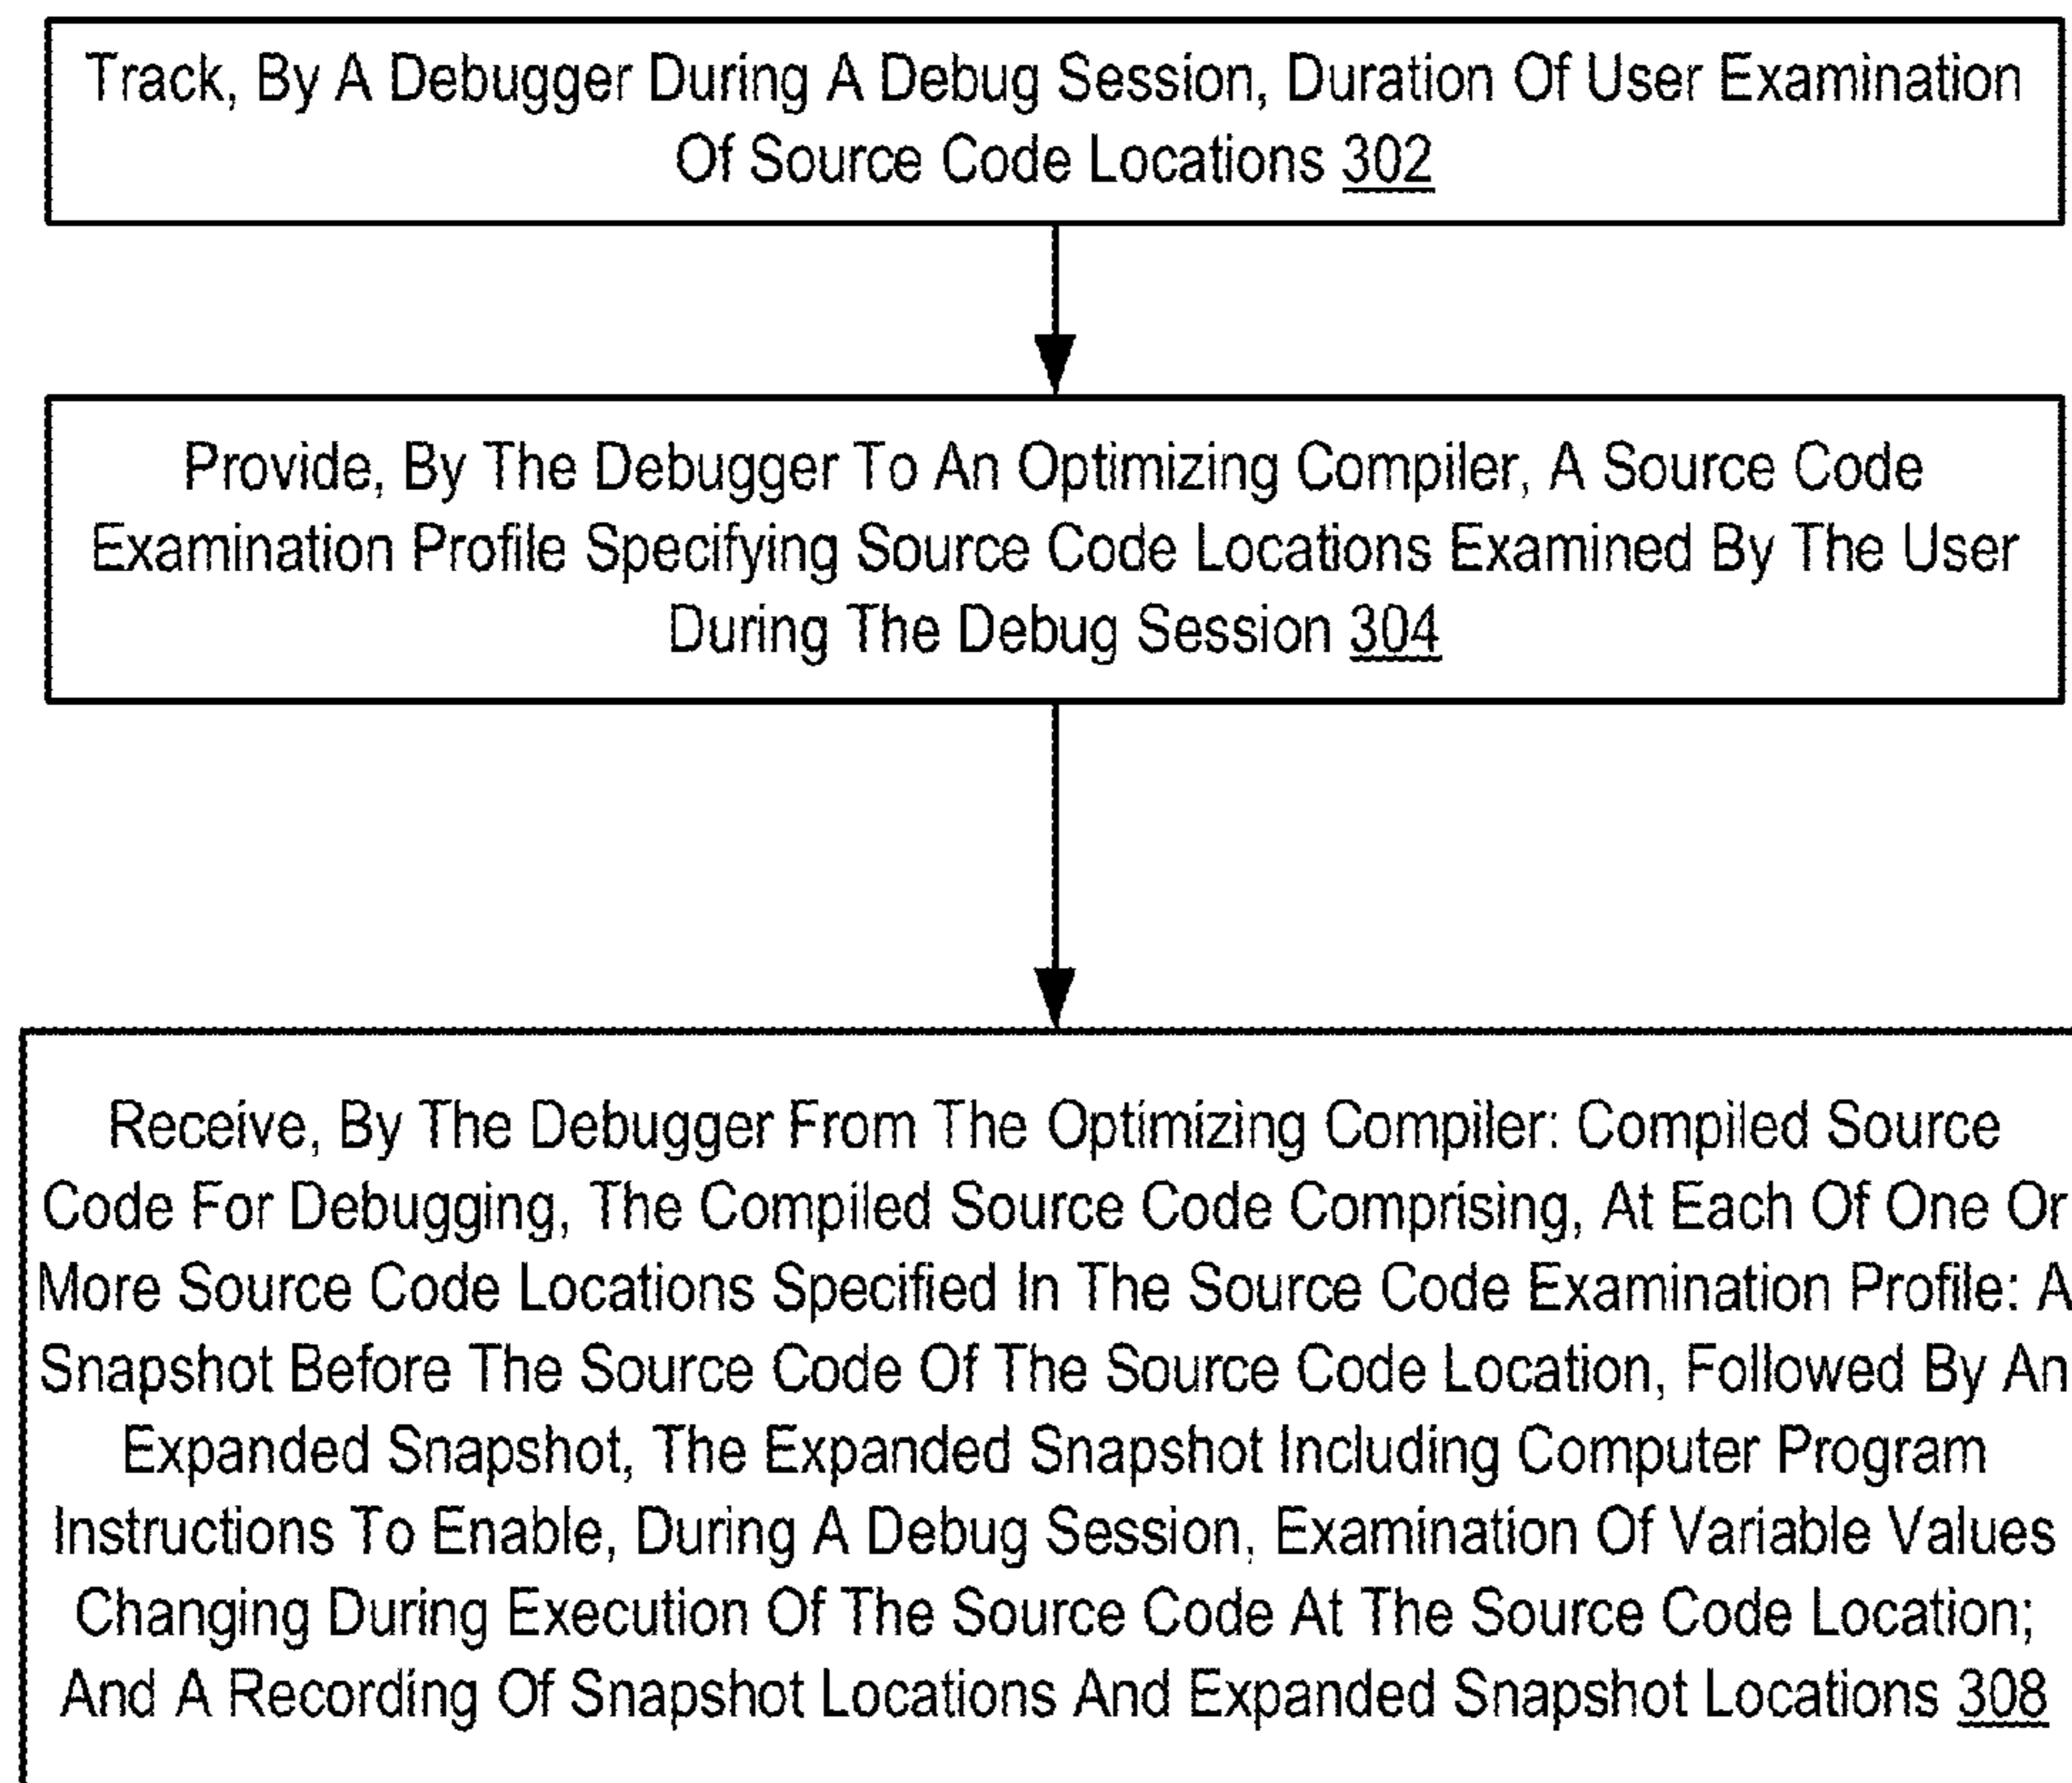 Track, By A Debugger During A Debug Session, Duration Of User Examination
Of Source Code Locations 302
Provide, By The Debugger To An Optimizing Compiler, A Source Code
Examination Profile Specifying Source Code Locations Examined By The User
During The Debug Session 304
Receive, By The Debugger From The Optimizing Compiler: Compiled Source
Code For Debugging, The Compiled Source Code Comprising, At Each Of One Or
More Source Code Locations Specified In The Source Code Examination Profile: A
Snapshot Before The Source Code Of The Source Code Location, Followed By An
Expanded Snapshot, The Expanded Snapshot Including Computer Program
Instructions To Enable, During A Debug Session, Examination Of Variable Values
Changing During Execution Of The Source Code At The Source Code Location;
And A Recording Of Snapshot Locations And Expanded Snapshot Locations 308